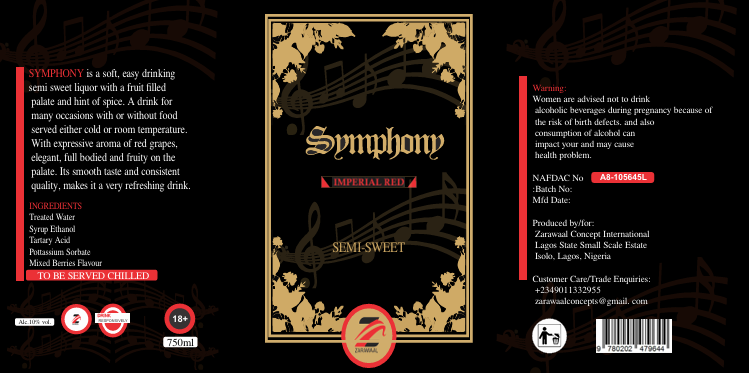 SYMPHONY is a soft, easy drinking
semi sweet liquor with a fruit filled
palate and hint of spice. A drink for
many occasions with or without food
served either cold or room temperature.
With expressive aroma of red grapes,
elegant, full bodied and fruity on the
palate. Its smooth taste and consistent
quality, makes it a very refreshing drink.
INGREDIENTS
Treated Water
Syrup Ethanol
Tartary Acid
Pottassium Sorbate
Mixed Berries Flavour
TO BE SERVED CHILLED
Alc.10% vol.
DRINK
RESPONSIVELY
18+
750ml
Symphony
IMPERIAL RED
SEMI-SWEET
ZARAWAAL
Warning:
Women are advised not to drink
alcoholic beverages during pregnancy because of
the risk of birth defects. and also
consumption of alcohol can
impact your and may cause
health problem.
NAFDAC No A8-105645L
:Batch No:
Mfd Date:
Produced by/for:
Zarawaal Concept International
Lagos State Small Scale Estate
Isolo, Lagos, Nigeria
Customer Care/Trade Enquiries:
+2349011332955
zarawaalconcepts@gmail. com
9 780202 479644